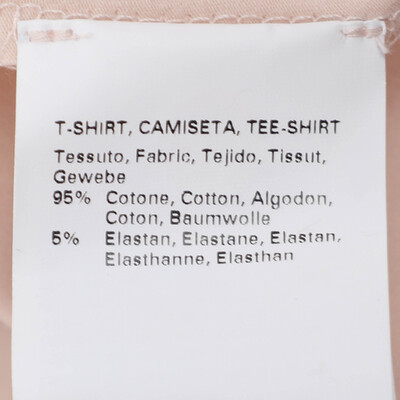 T-SHIRT, CAMISETA, TEE-SHIRT
Tessuto, Fabric, Tejido, Tissut,
Gewebe
95% Cotone, Cotton, Algodon,
Coton, Baumwolle
5% Elastan, Elastane, Elastan,
Elasthanne, Elasthan